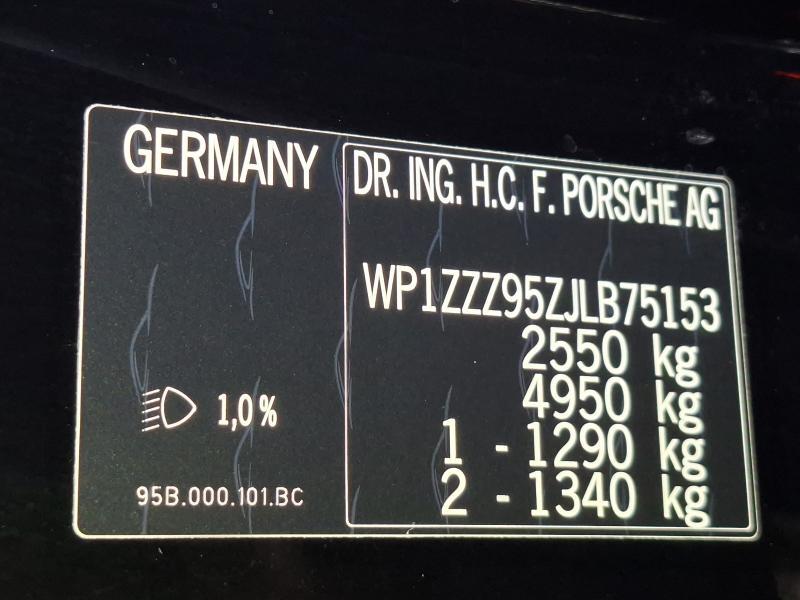 GERMANY
DR. ING. H.C. F. PORSCHE AG
WP1ZZZ95ZJLB75153
2550 kg
4950 kg
1 - 1290 kg
2 - 1340 kg
1,0%
95B.000.101.BC